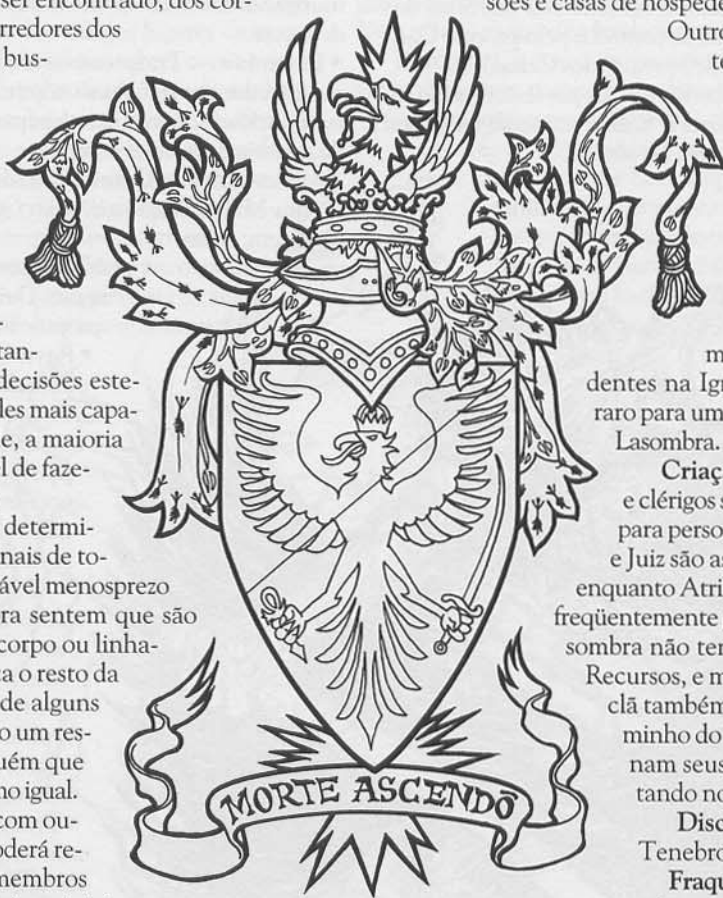 ser encontrado, dos cor-
rredores dos
bus-
tan-
decisões este-
les mais capa-
e, a maioria
el de faze-
determi-
nais de to-
ável menosprezo
ra sentem que são
corpo ou linha-
a o resto da
de alguns
o um res-
uém que
no igual.
com ou-
oderá re-
membros
MORTE ASCENDŌ
sões e casas de hospede
Outro
te
m
dentes na Ig
raro para um
Lasombra.
Criaç
e clérigos
para perso
e Juiz são as
enquanto Atri
freqüentemente
sombra não ter
Recursos, e m
clã também
minho do
nam seus
tando no
Disc
Tenebro
Fraqu